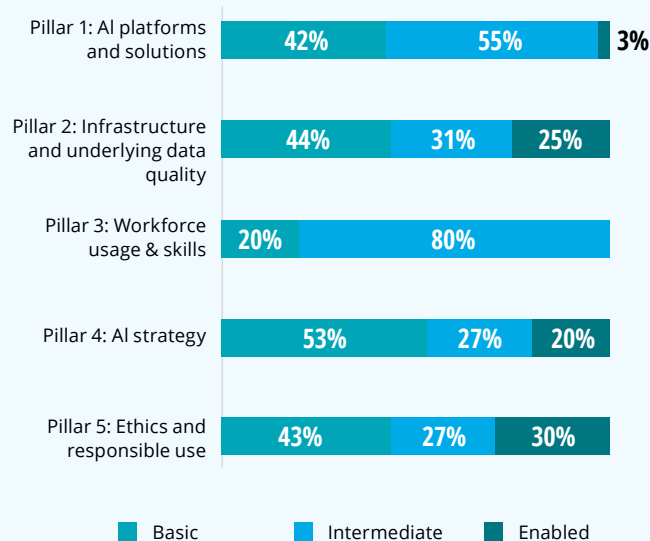 Pillar 1: AI platforms
and solutions
42%
55%
3%
Pillar 2: Infrastructure
and underlying data
quality
44%
31%
25%
Pillar 3: Workforce
usage & skills
20%
80%
Pillar 4: AI strategy
53%
27%
20%
Pillar 5: Ethics and
responsible use
43%
27%
30%
Basic
Intermediate
Enabled